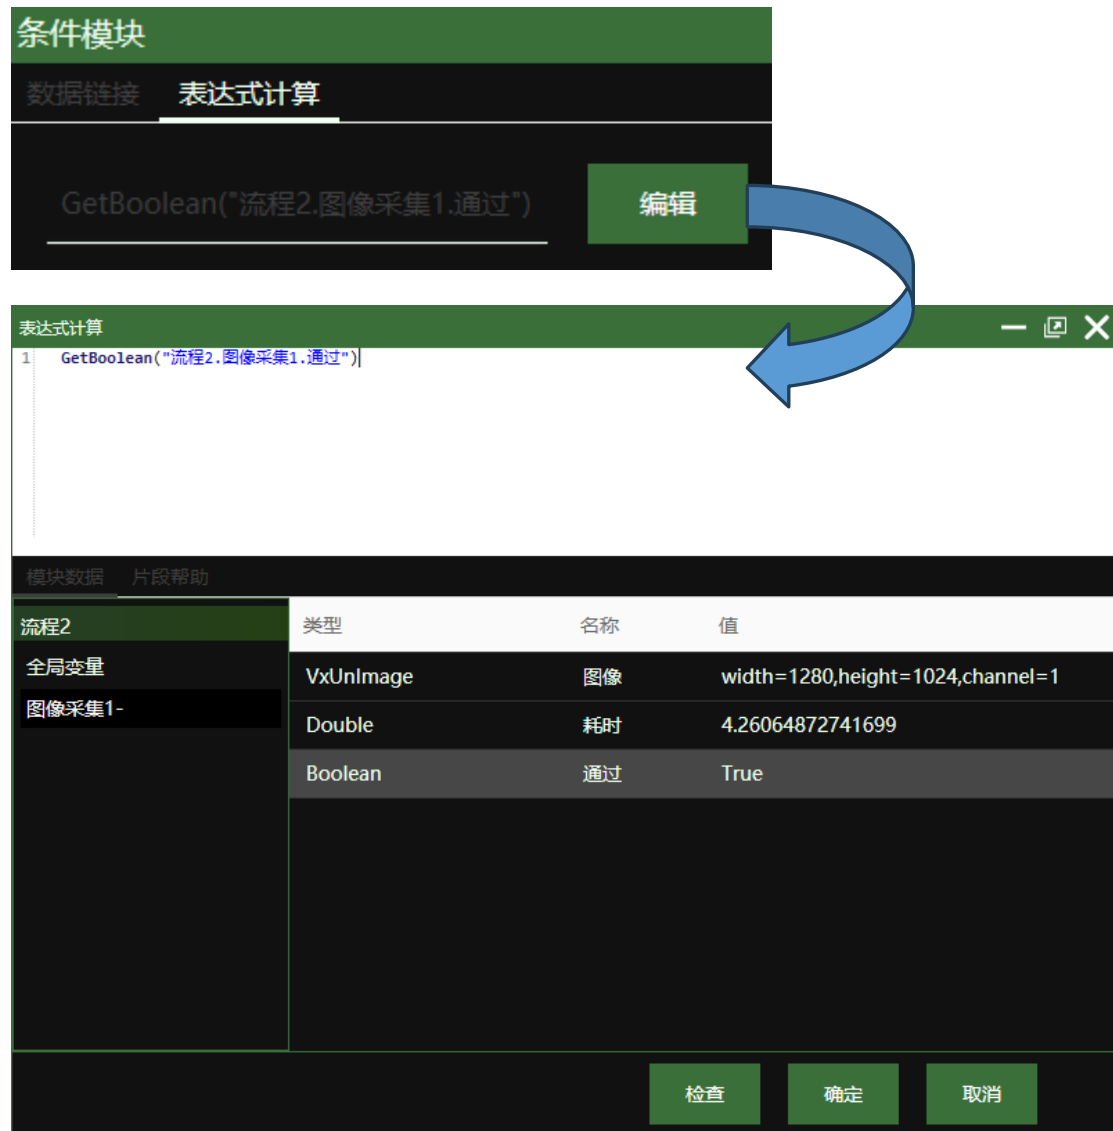 条件模块
数据链接 表达式计算
GetBoolean("流程2.图像采集1.通过") 编辑
表达式计算
1 GetBoolean("流程2.图像采集1.通过")
模块数据 片段帮助
流程2 类型 名称 值
全局变量 VxUnImage 图像 width=1280,height=1024,channel=1
图像采集1- Double 耗时 4.26064872741699
Boolean 通过 True
检查 确定 取消